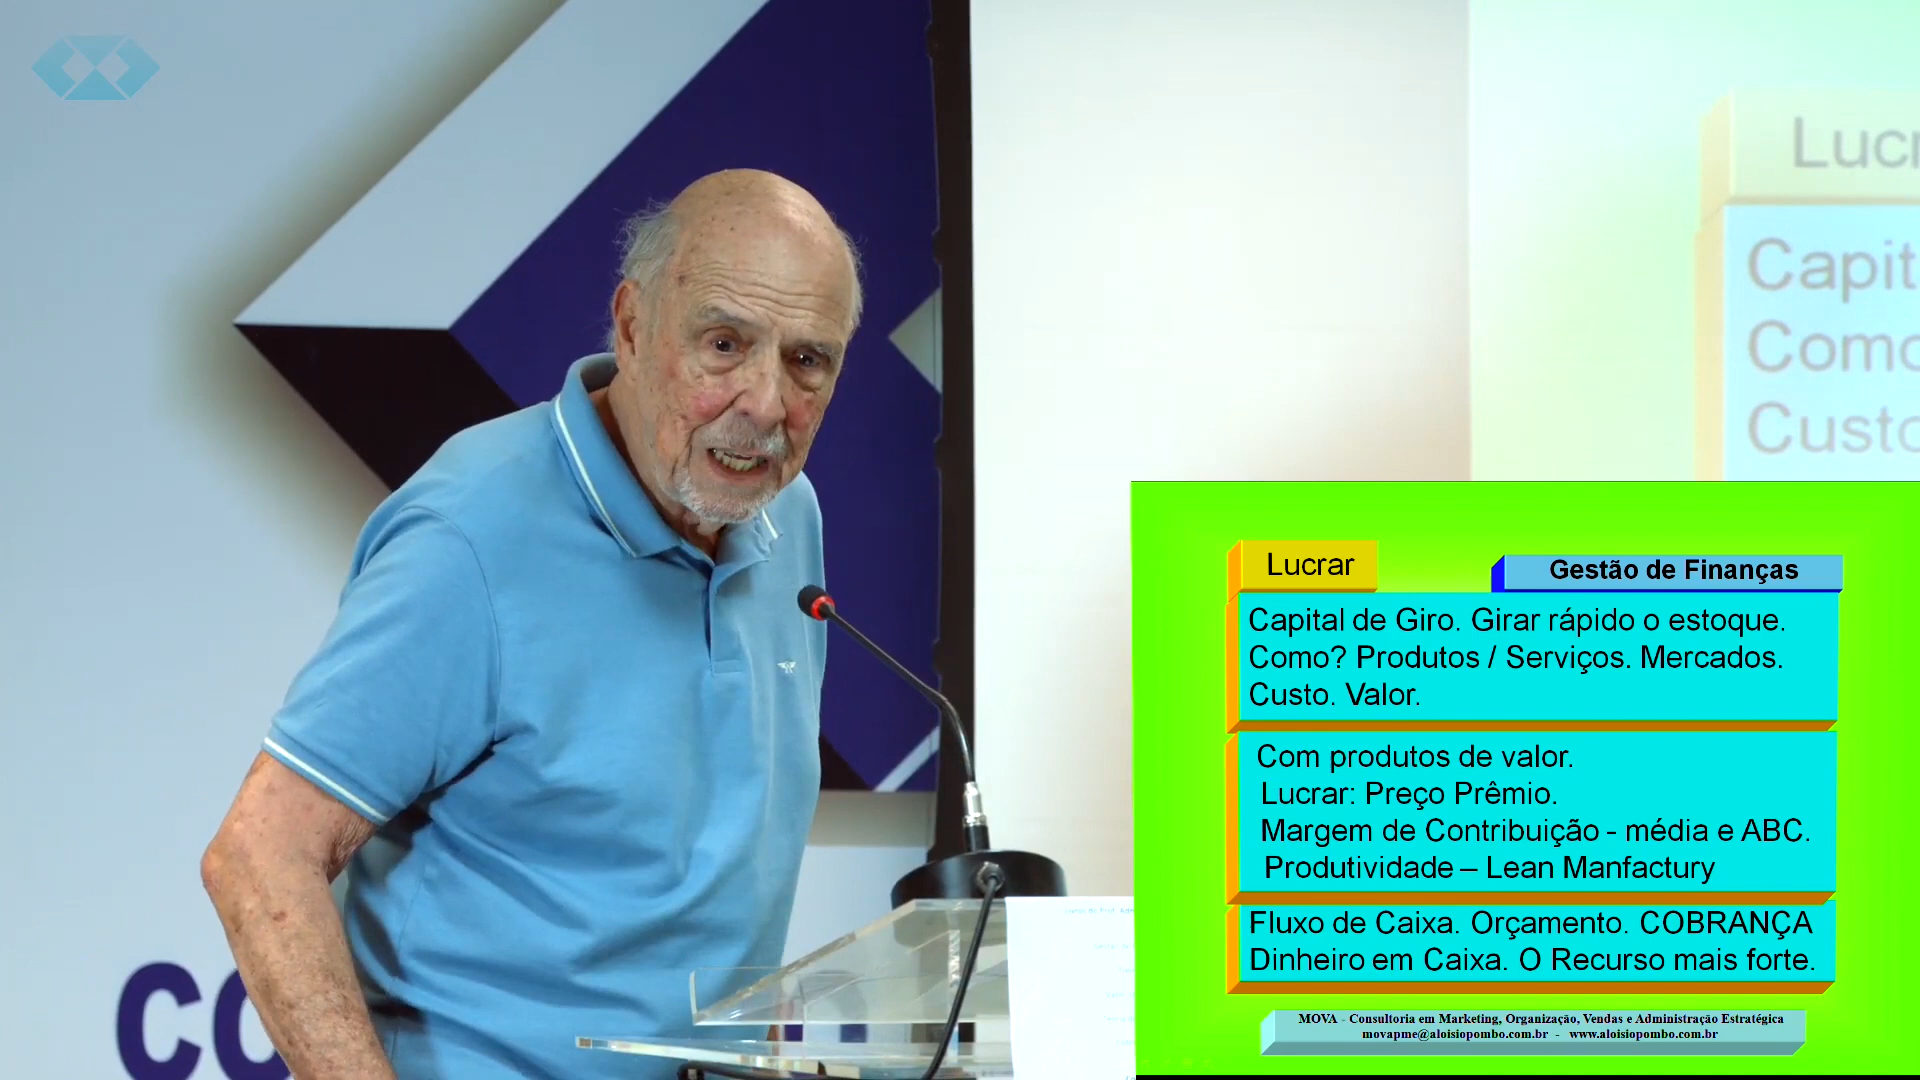 Lucr
Capit
Como
Custo
Lucrar
Gestão de Finanças
Capital de Giro. Girar rápido o estoque.
Como? Produtos / Serviços. Mercados.
Custo. Valor.
Com produtos de valor.
Lucrar: Preço Prêmio.
Margem de Contribuição - média e ABC.
Produtividade – Lean Manfactury
Fluxo de Caixa. Orçamento. COBRANÇA
Dinheiro em Caixa. O Recurso mais forte.
MOVA - Consultoria em Marketing, Organização, Vendas e Administração Estratégica
movapme@aloisiopombo.com.br - www.aloisiopombo.com.br
CO